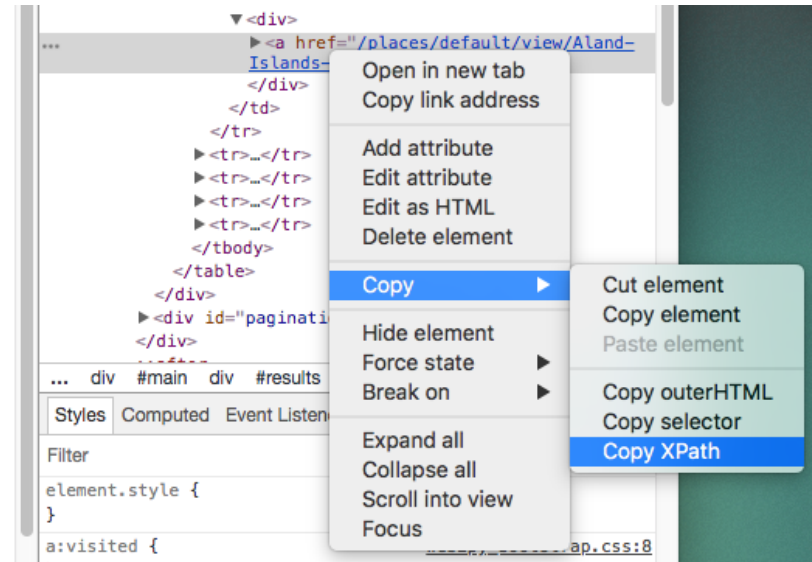 ▼<div>
... ▶<a href="/places/default/view/Aland-
Islands-
</div>
</td>
</tr>
▶<tr>…</tr>
▶<tr>…</tr>
▶<tr>…</tr>
▶<tr>…</tr>
</tbody>
</table>
</div>
▶<div id="paginati
</div>
... div #main div #results
Styles Computed Event Listen
Filter
element.style {
}
a:visited {
ap.css:8
Open in new tab
Copy link address
Add attribute
Edit attribute
Edit as HTML
Delete element
Copy ▶
Hide element
Force state ▶
Break on ▶
Expand all
Collapse all
Scroll into view
Focus
Cut element
Copy element
Paste element
Copy outerHTML
Copy selector
Copy XPath